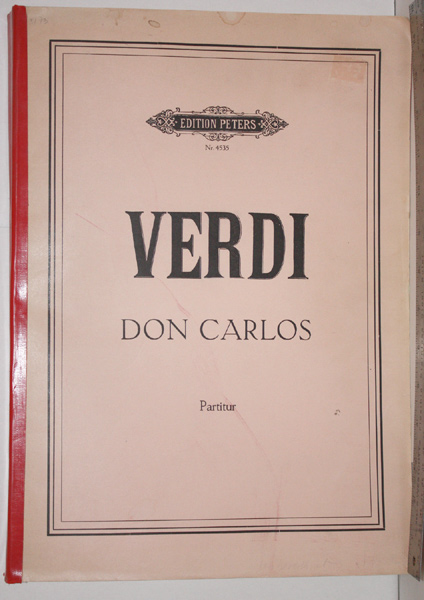 EDITION PETERS
Nr. 4535
VERDI
DON CARLOS
Partitur